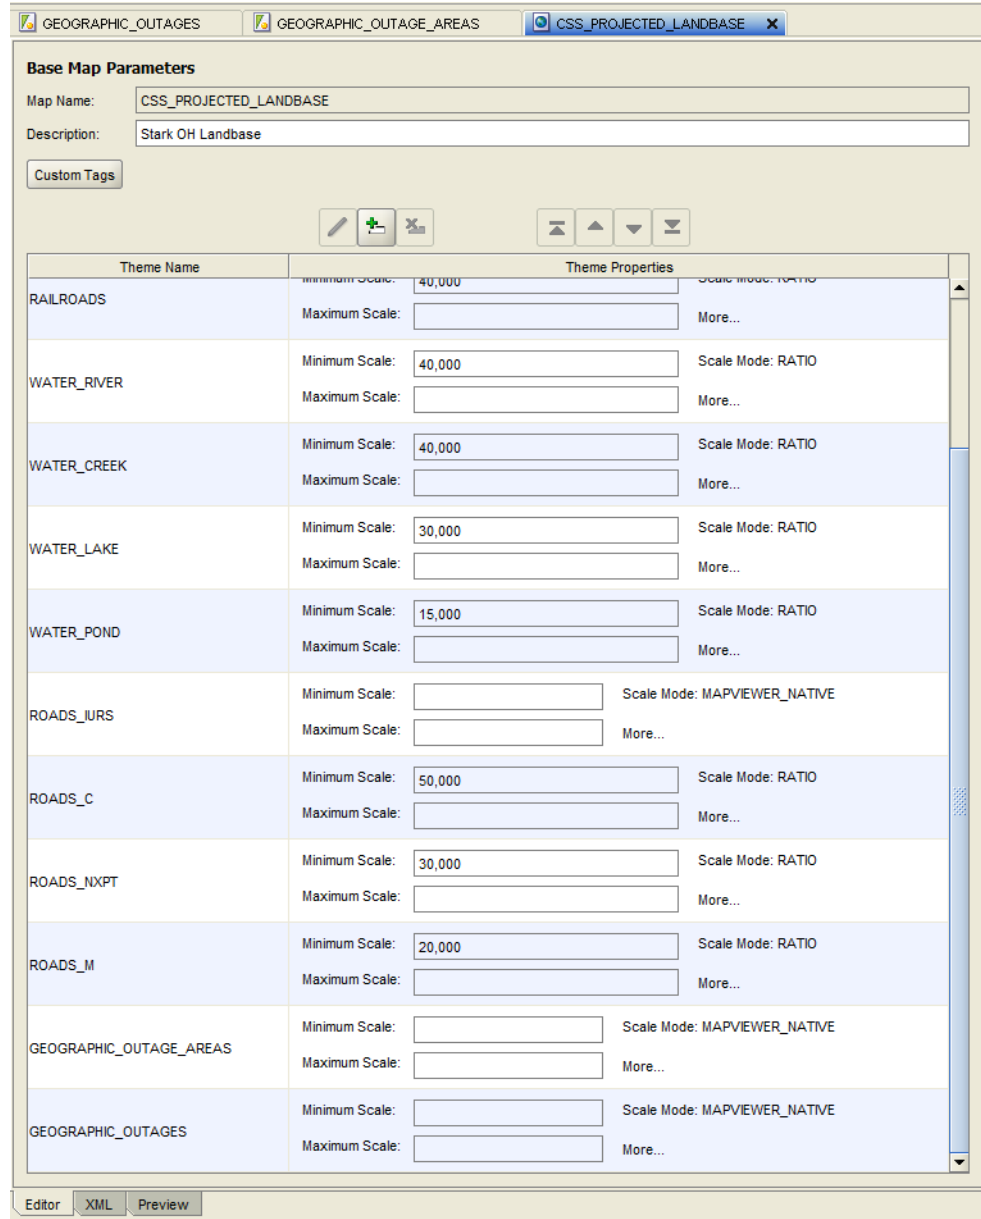 GEOGRAPHIC_OUTAGES GEOGRAPHIC_OUTAGE_AREAS CSS_PROJECTED_LANDBASE X
Base Map Parameters
Map Name: CSS_PROJECTED_LANDBASE
Description: Stark OH Landbase
Custom Tags
Theme Name Theme Properties
Minimum Scale: 40,000 Scale Mode: RATIO
RAILROADS
Maximum Scale: More...
Minimum Scale: 40,000 Scale Mode: RATIO
WATER_RIVER
Maximum Scale: More...
Minimum Scale: 40,000 Scale Mode: RATIO
WATER_CREEK
Maximum Scale: More...
Minimum Scale: 30,000 Scale Mode: RATIO
WATER_LAKE
Maximum Scale: More...
Minimum Scale: 15,000 Scale Mode: RATIO
WATER_POND
Maximum Scale: More...
Minimum Scale: Scale Mode: MAPVIEWER_NATIVE
ROADS_IURS
Maximum Scale: More...
Minimum Scale: 50,000 Scale Mode: RATIO
ROADS_C
Maximum Scale: More...
Minimum Scale: 30,000 Scale Mode: RATIO
ROADS_NXPT
Maximum Scale: More...
Minimum Scale: 20,000 Scale Mode: RATIO
ROADS_M
Maximum Scale: More...
Minimum Scale: Scale Mode: MAPVIEWER_NATIVE
GEOGRAPHIC_OUTAGE_AREAS
Maximum Scale: More...
Minimum Scale: Scale Mode: MAPVIEWER_NATIVE
GEOGRAPHIC_OUTAGES
Maximum Scale: More...
Editor XML Preview